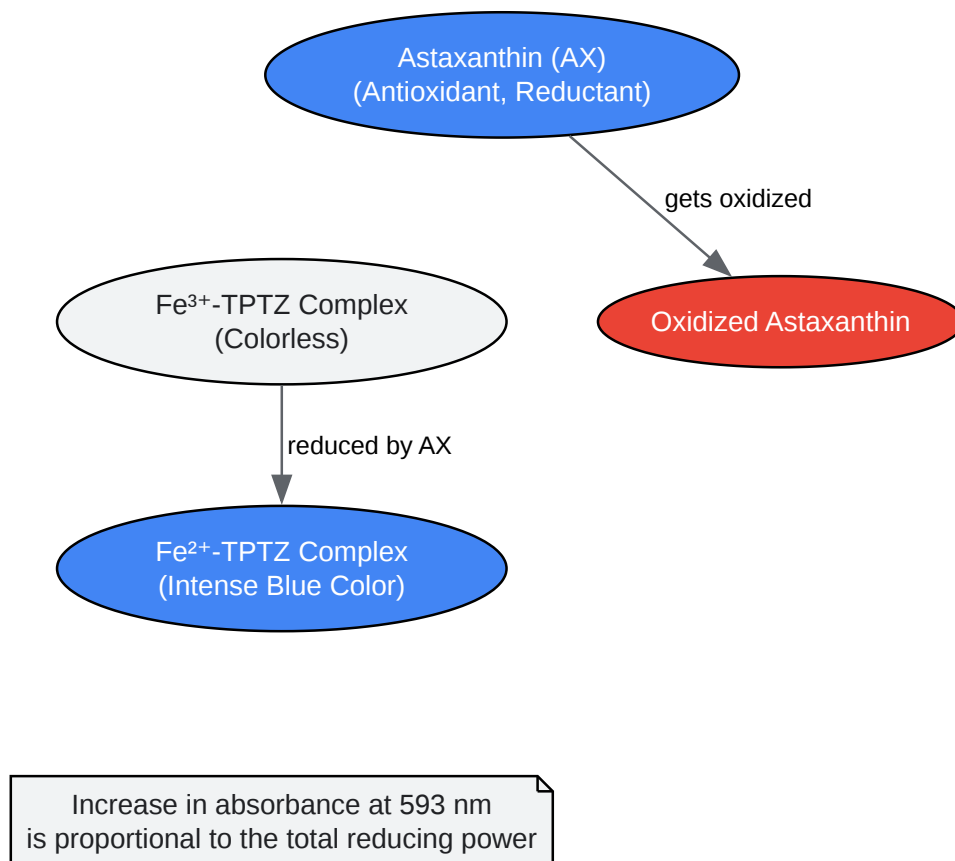 Astaxanthin (AX)
(Antioxidant, Reductant)
gets oxidized
Fe³⁺-TPTZ Complex
(Colorless)
Oxidized Astaxanthin
reduced by AX
Fe²⁺-TPTZ Complex
(Intense Blue Color)
Increase in absorbance at 593 nm
is proportional to the total reducing power